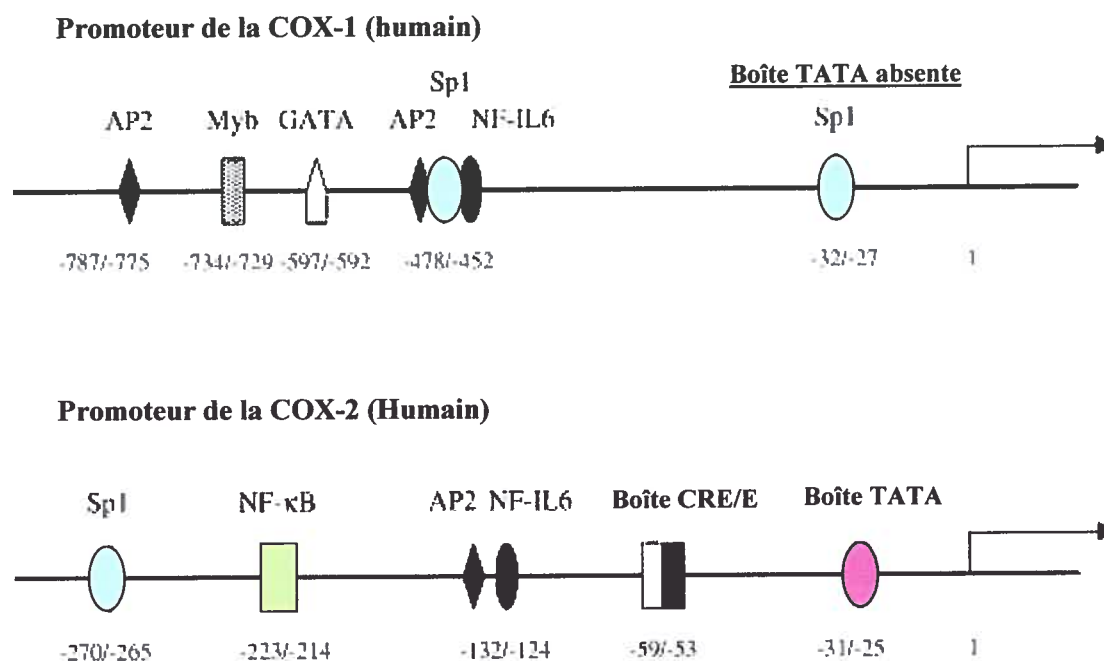 Promoteur de la COX-1 (humain)
Boîte TATA absente
Sp1
AP2 Myb GATA AP2 NF-IL6 Sp1
-787/-775 -734/-729 -597/-592 -478/-452 -32/-27 1
Promoteur de la COX-2 (Humain)
Sp1 NF-κB AP2 NF-IL6 Boîte CRE/E Boîte TATA
-270/-265 -223/-214 -132/-124 -59/-53 -31/-25 1